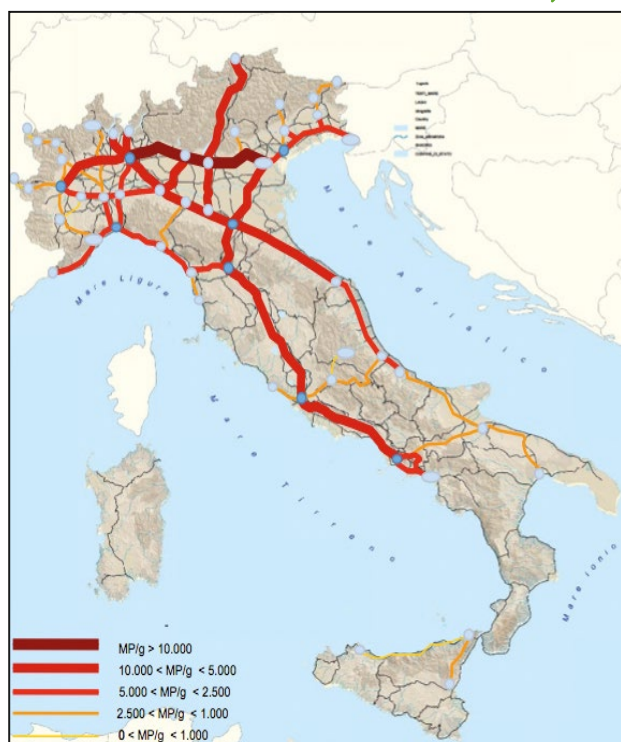 Mare Ligure
Mare Adriatico
Mare Tirreno
Mare Ionio
MP/g > 10.000
10.000 < MP/g < 5.000
5.000 < MP/g < 2.500
2.500 < MP/g < 1.000
0 < MP/g < 1.000